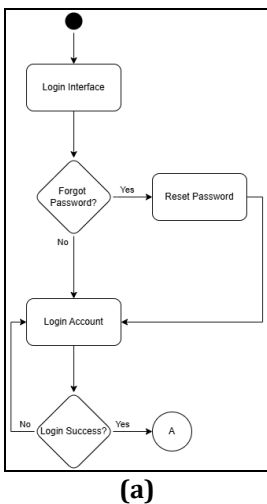 Login Interface
Forgot
Password?
Yes
Reset Password
No
Login Account
No
Login Success?
Yes
A
(a)